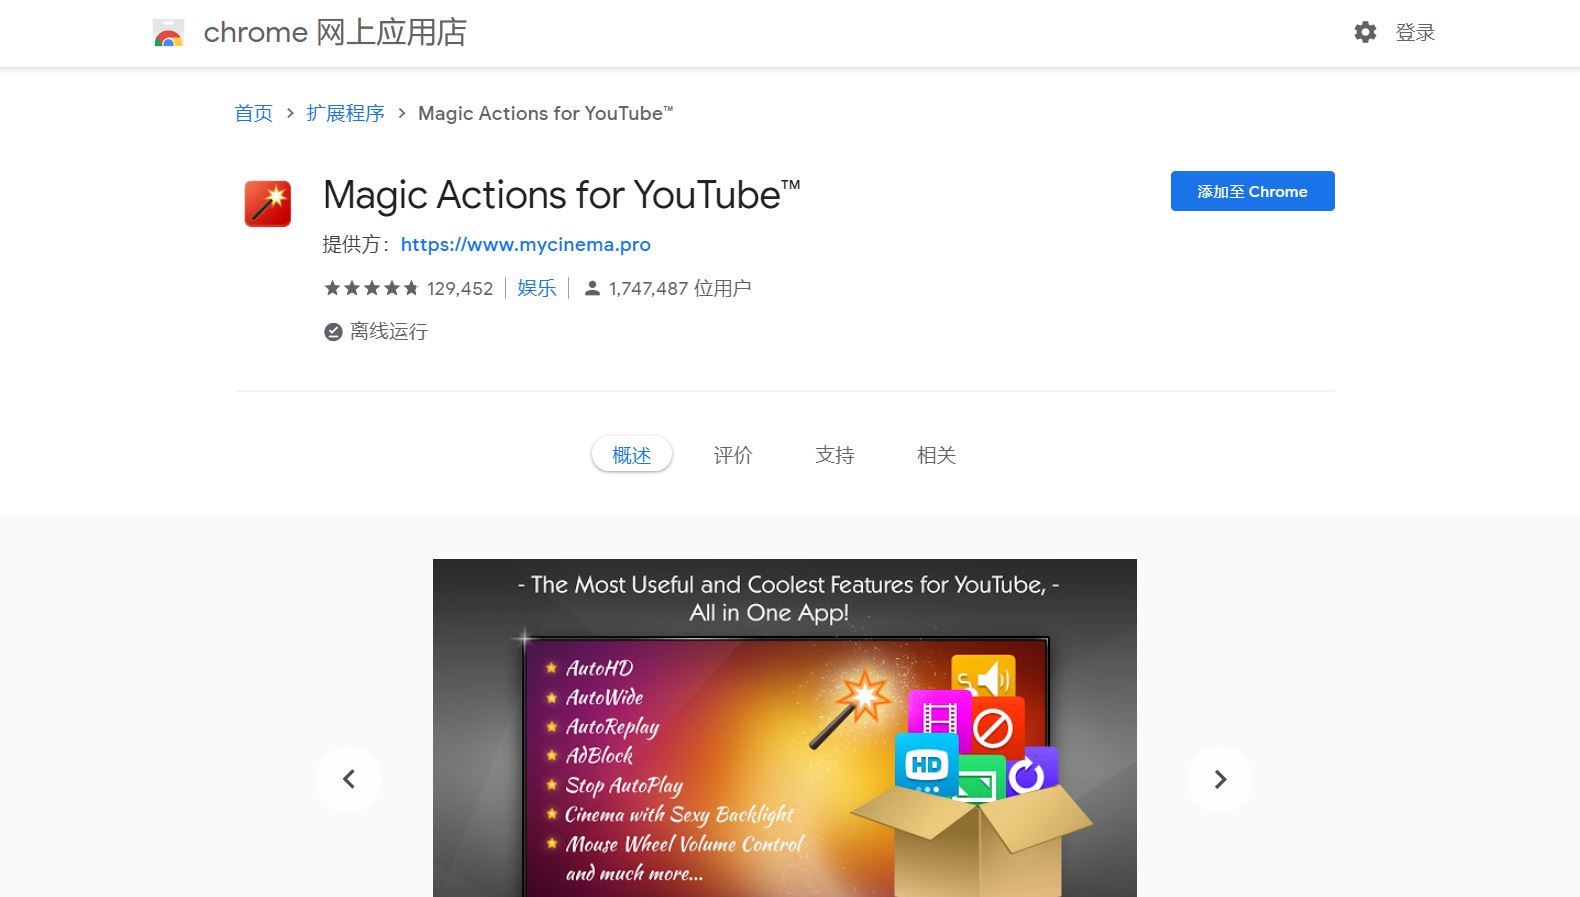 chrome 网上应用店
登录
首页 > 扩展程序 > Magic Actions for YouTube™
Magic Actions for YouTube™
添加至 Chrome
提供方： https://www.mycinema.pro
129,452 娱乐 1,747,487 位用户
离线运行
概述 评价 支持 相关
- The Most Useful and Coolest Features for YouTube, -
All in One App!
AutoHD
AutoWide
AutoReplay
AdBlock
Stop AutoPlay
Cinema with Sexy Backlight
Mouse Wheel Volume Control
and much more...
S
HD